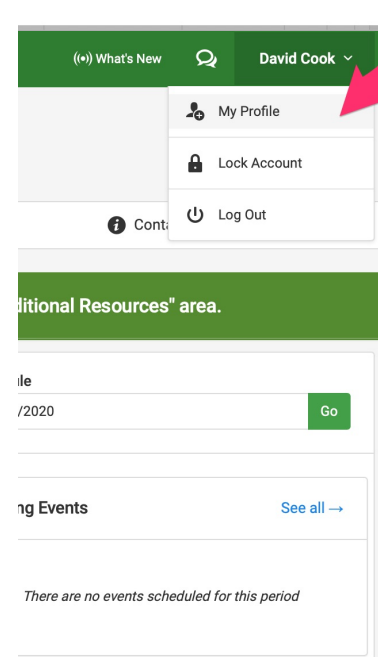 ((•)) What's New David Cook
My Profile
Lock Account
Log Out
Conta
ditional Resources" area.
ule
/2020
Go
ng Events
See all →
There are no events scheduled for this period